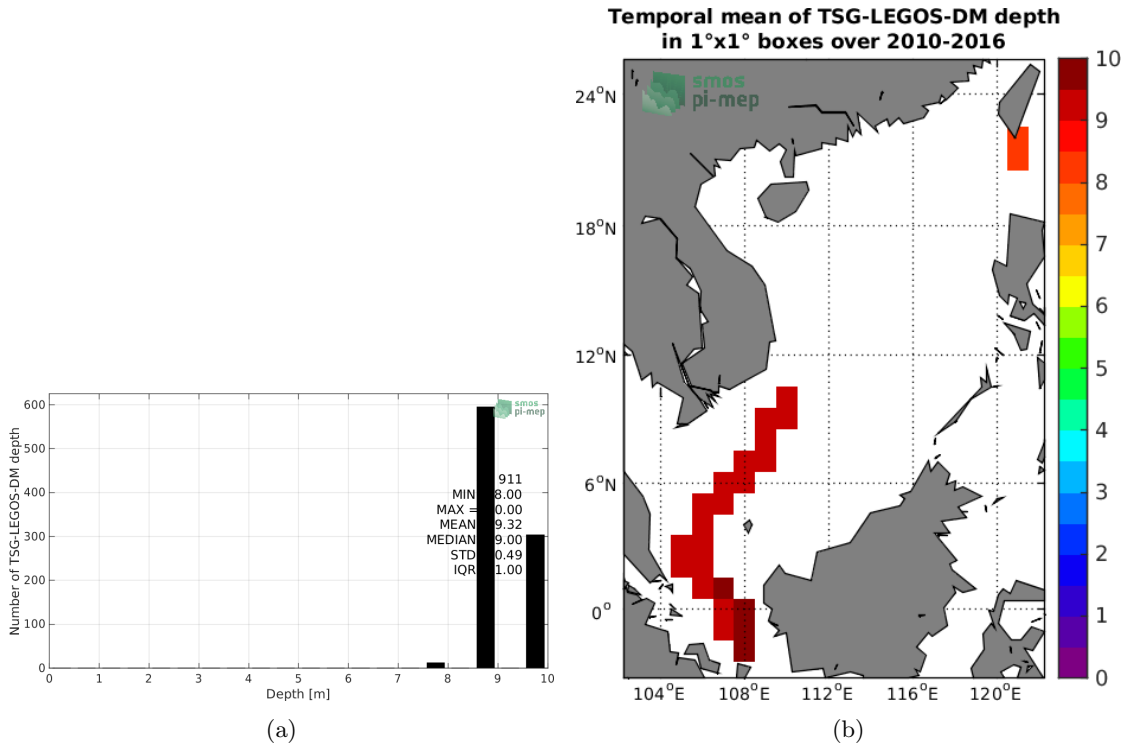 Temporal mean of TSG-LEGOS-DM depth
in 1°x1° boxes over 2010-2016
smos
pi-mep
24°N
18°N
12°N
6°N
0°
104°E
108°E
112°E
116°E
120°E
10
9
8
7
6
5
4
3
2
1
0
smos
pi-mep
911
MIN 8.00
MAX = 0.00
MEAN 9.32
MEDIAN 9.00
STD 0.49
IQR 1.00
Number of TSG-LEGOS-DM depth
600
500
400
300
200
100
0
0 1 2 3 4 5 6 7 8 9 10
Depth [m]
(a)
(b)